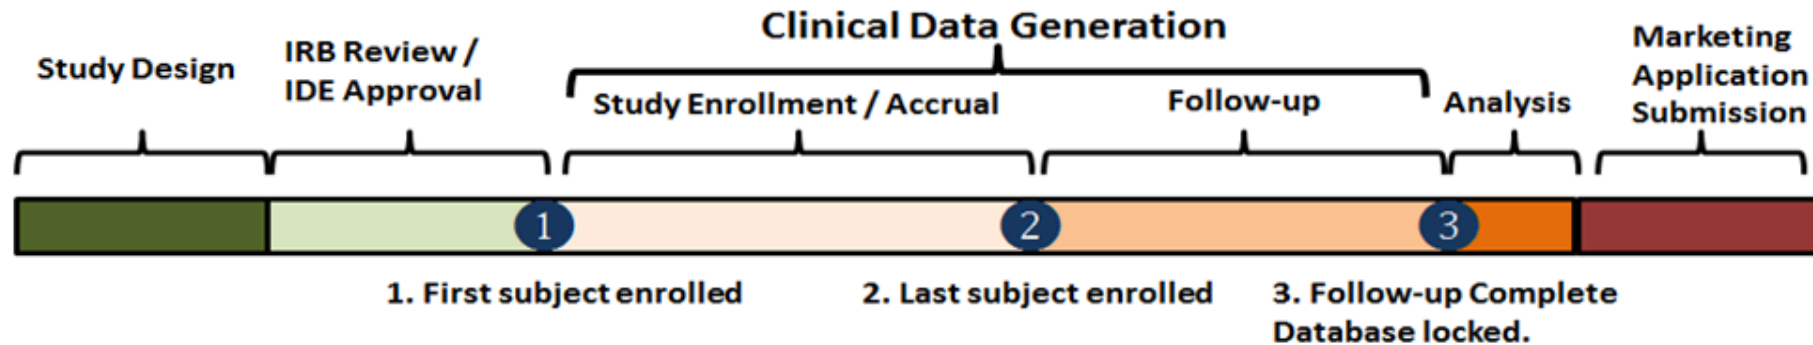 Clinical Data Generation
Study Design
IRB Review /
IDE Approval
Study Enrollment / Accrual
Follow-up
Analysis
Marketing
Application
Submission
1
2
3
1. First subject enrolled
2. Last subject enrolled
3. Follow-up Complete
Database locked.